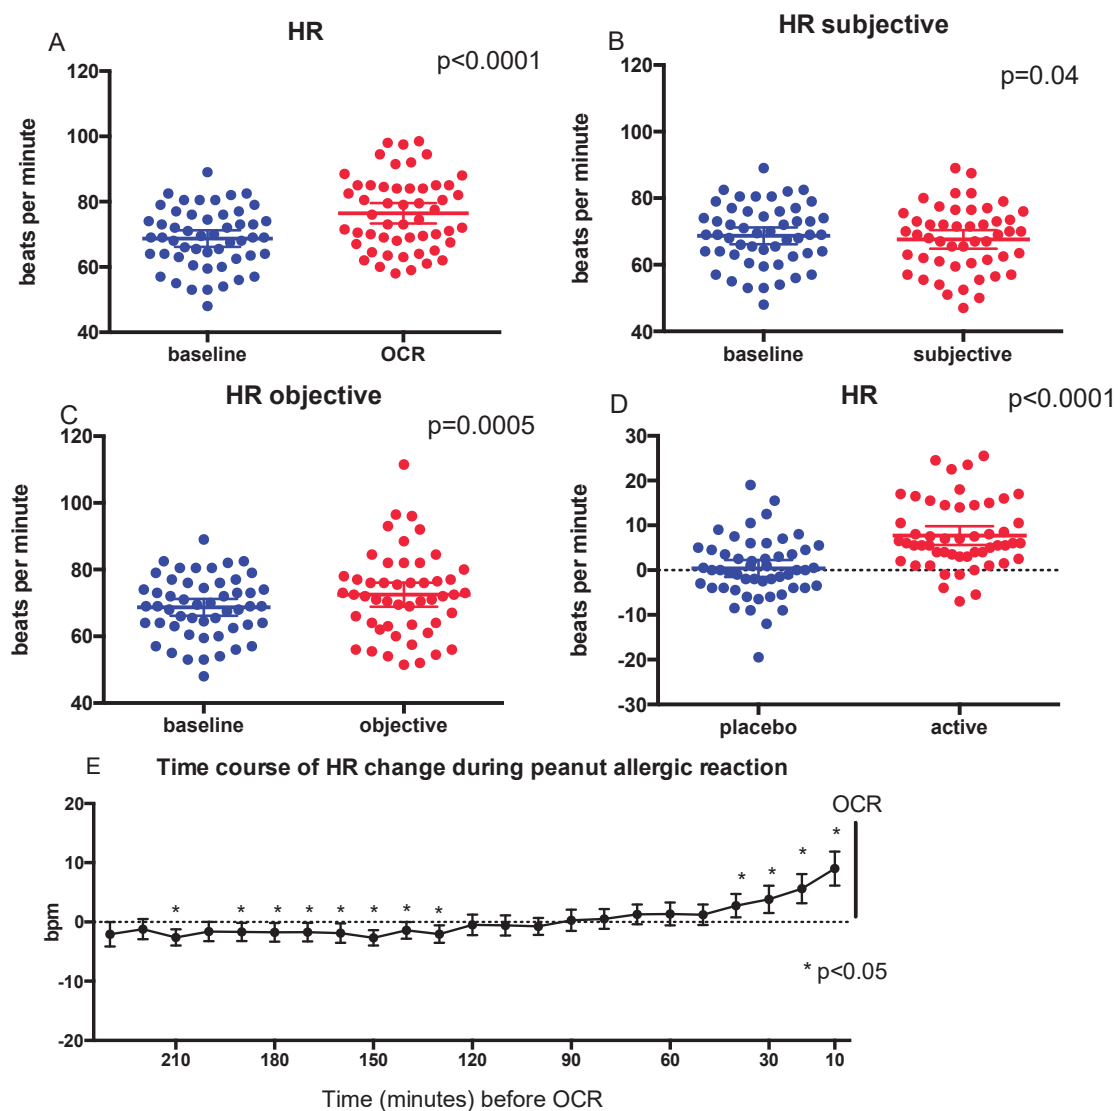 A
HR
p<0.0001
beats per minute
120
100
80
60
40
baseline
OCR
B
HR subjective
p=0.04
beats per minute
120
100
80
60
40
baseline
subjective
C
HR objective
p=0.0005
beats per minute
120
100
80
60
40
baseline
objective
D
HR
p<0.0001
beats per minute
30
20
10
0
-10
-20
-30
placebo
active
E
Time course of HR change during peanut allergic reaction
OCR
bpm
20
10
0
-10
-20
* * * * * * * * * * * *
* p<0.05
210 180 150 120 90 60 30 10
Time (minutes) before OCR